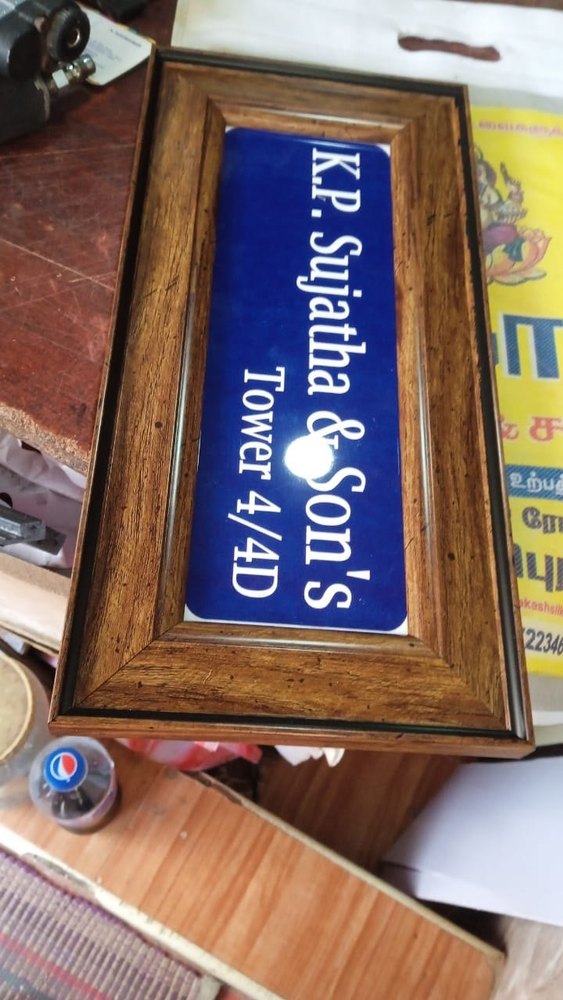 K.P. Sujatha & Son's
Tower 4/4D
& ச
ரோ